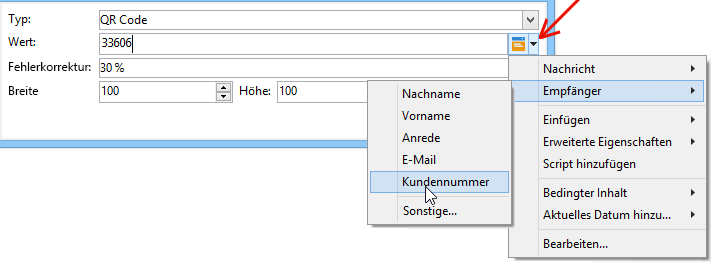 Typ: QR Code
Wert: 33606
Fehlerkorrektur: 30 %
Breite 100 Höhe: 100
Nachricht
Empfänger
Einfügen
Erweiterte Eigenschaften
Script hinzufügen
Bedingter Inhalt
Aktuelles Datum hinzu...
Bearbeiten...
Nachname
Vorname
Anrede
E-Mail
Kundennummer
Sonstige...